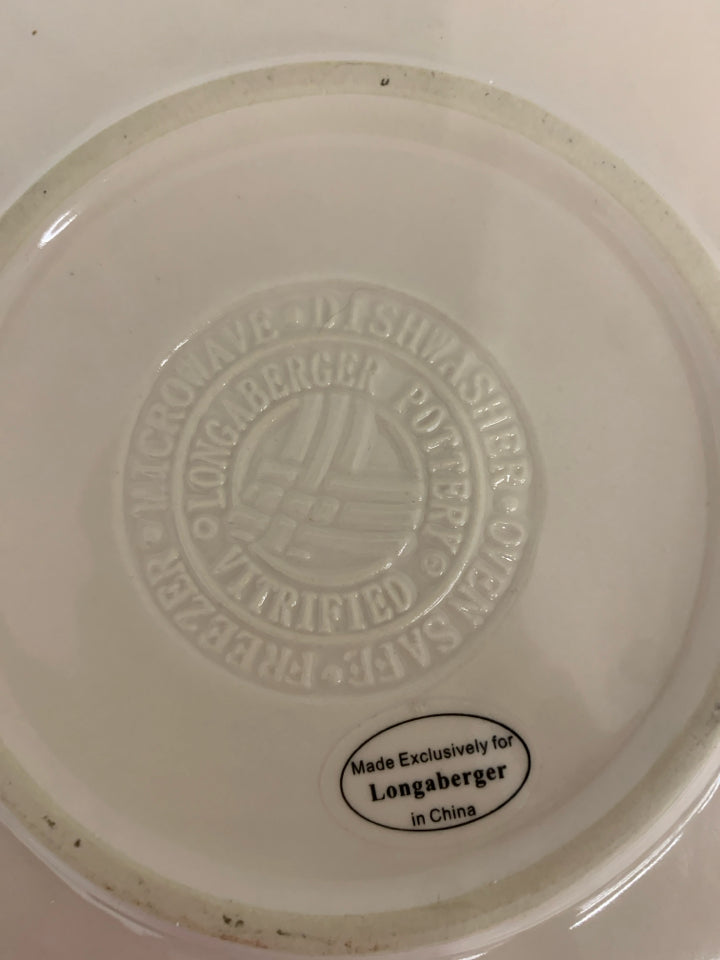 MICROWAVE • DISHWASHER • OVEN SAFE • FREEZER •
LONGABERGER POTTERY
VITRIFIED
Made Exclusively for
Longaberger
in China